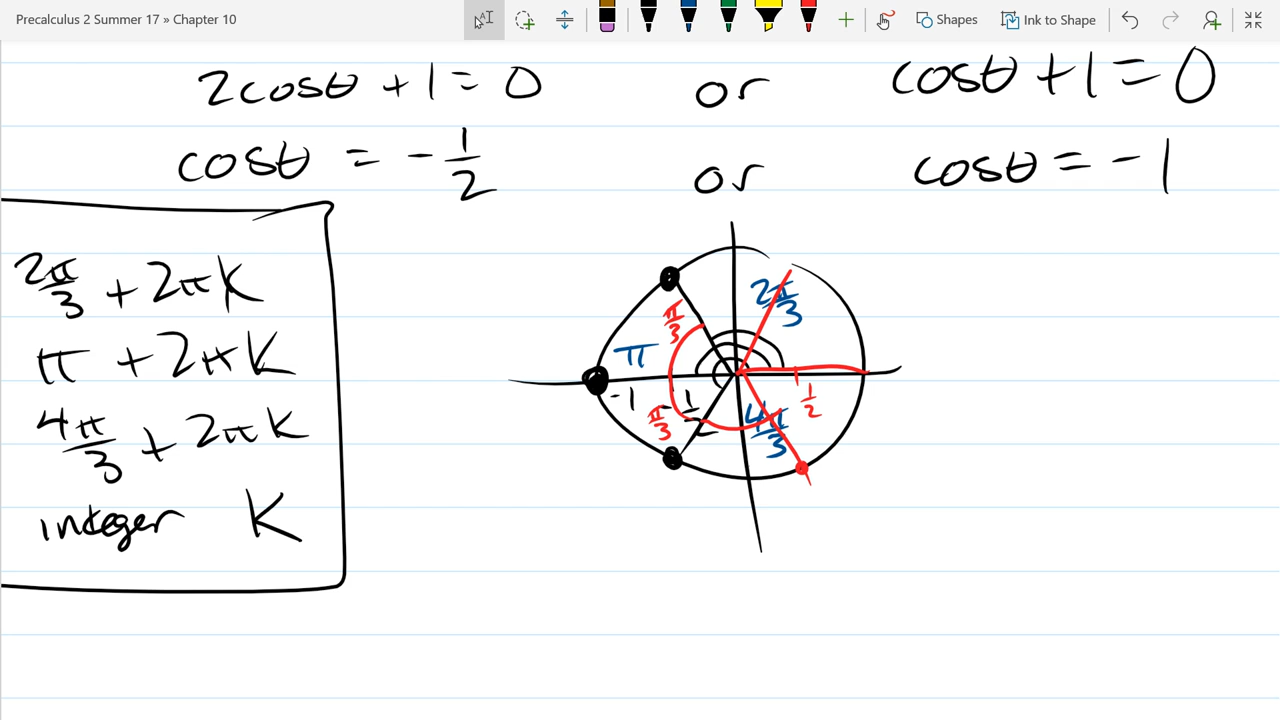 Precalculus 2 Summer 17 » Chapter 10
Shapes
Ink to Shape
2cosθ + 1 = 0 or cosθ + 1 = 0
cosθ = -1/2 or cosθ = -1
2π/3 + 2πK
π + 2πK
4π/3 + 2πK
integer K
2π/3
π/3
π
-1
-1/2
1/2
π/3
4π/3